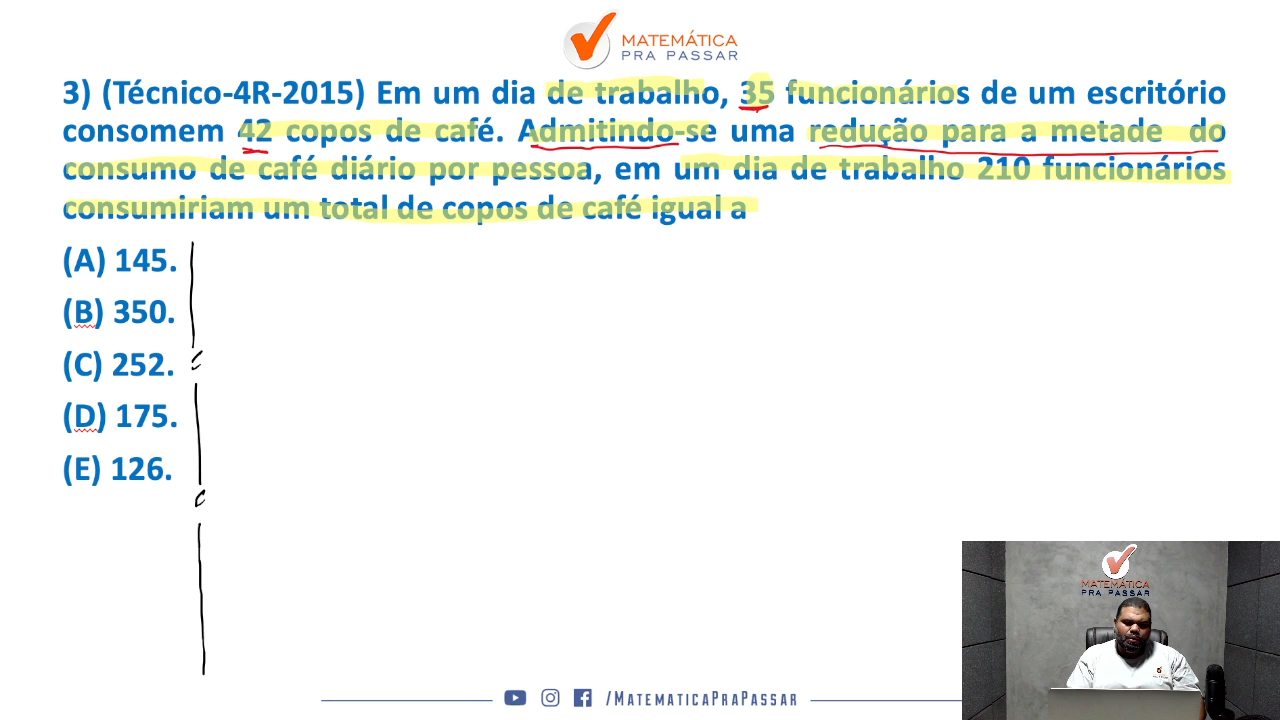 MATEMÁTICA
PRA PASSAR
3) (Técnico-4R-2015) Em um dia de trabalho, 35 funcionários de um escritório
consomem 42 copos de café. Admitindo-se uma redução para a metade do
consumo de café diário por pessoa, em um dia de trabalho 210 funcionários
consumiriam um total de copos de café igual a
(A) 145.
(B) 350.
(C) 252.
(D) 175.
(E) 126.
MATEMÁTICA
PRA PASSAR
/MATEMATICAPRAPASSAR